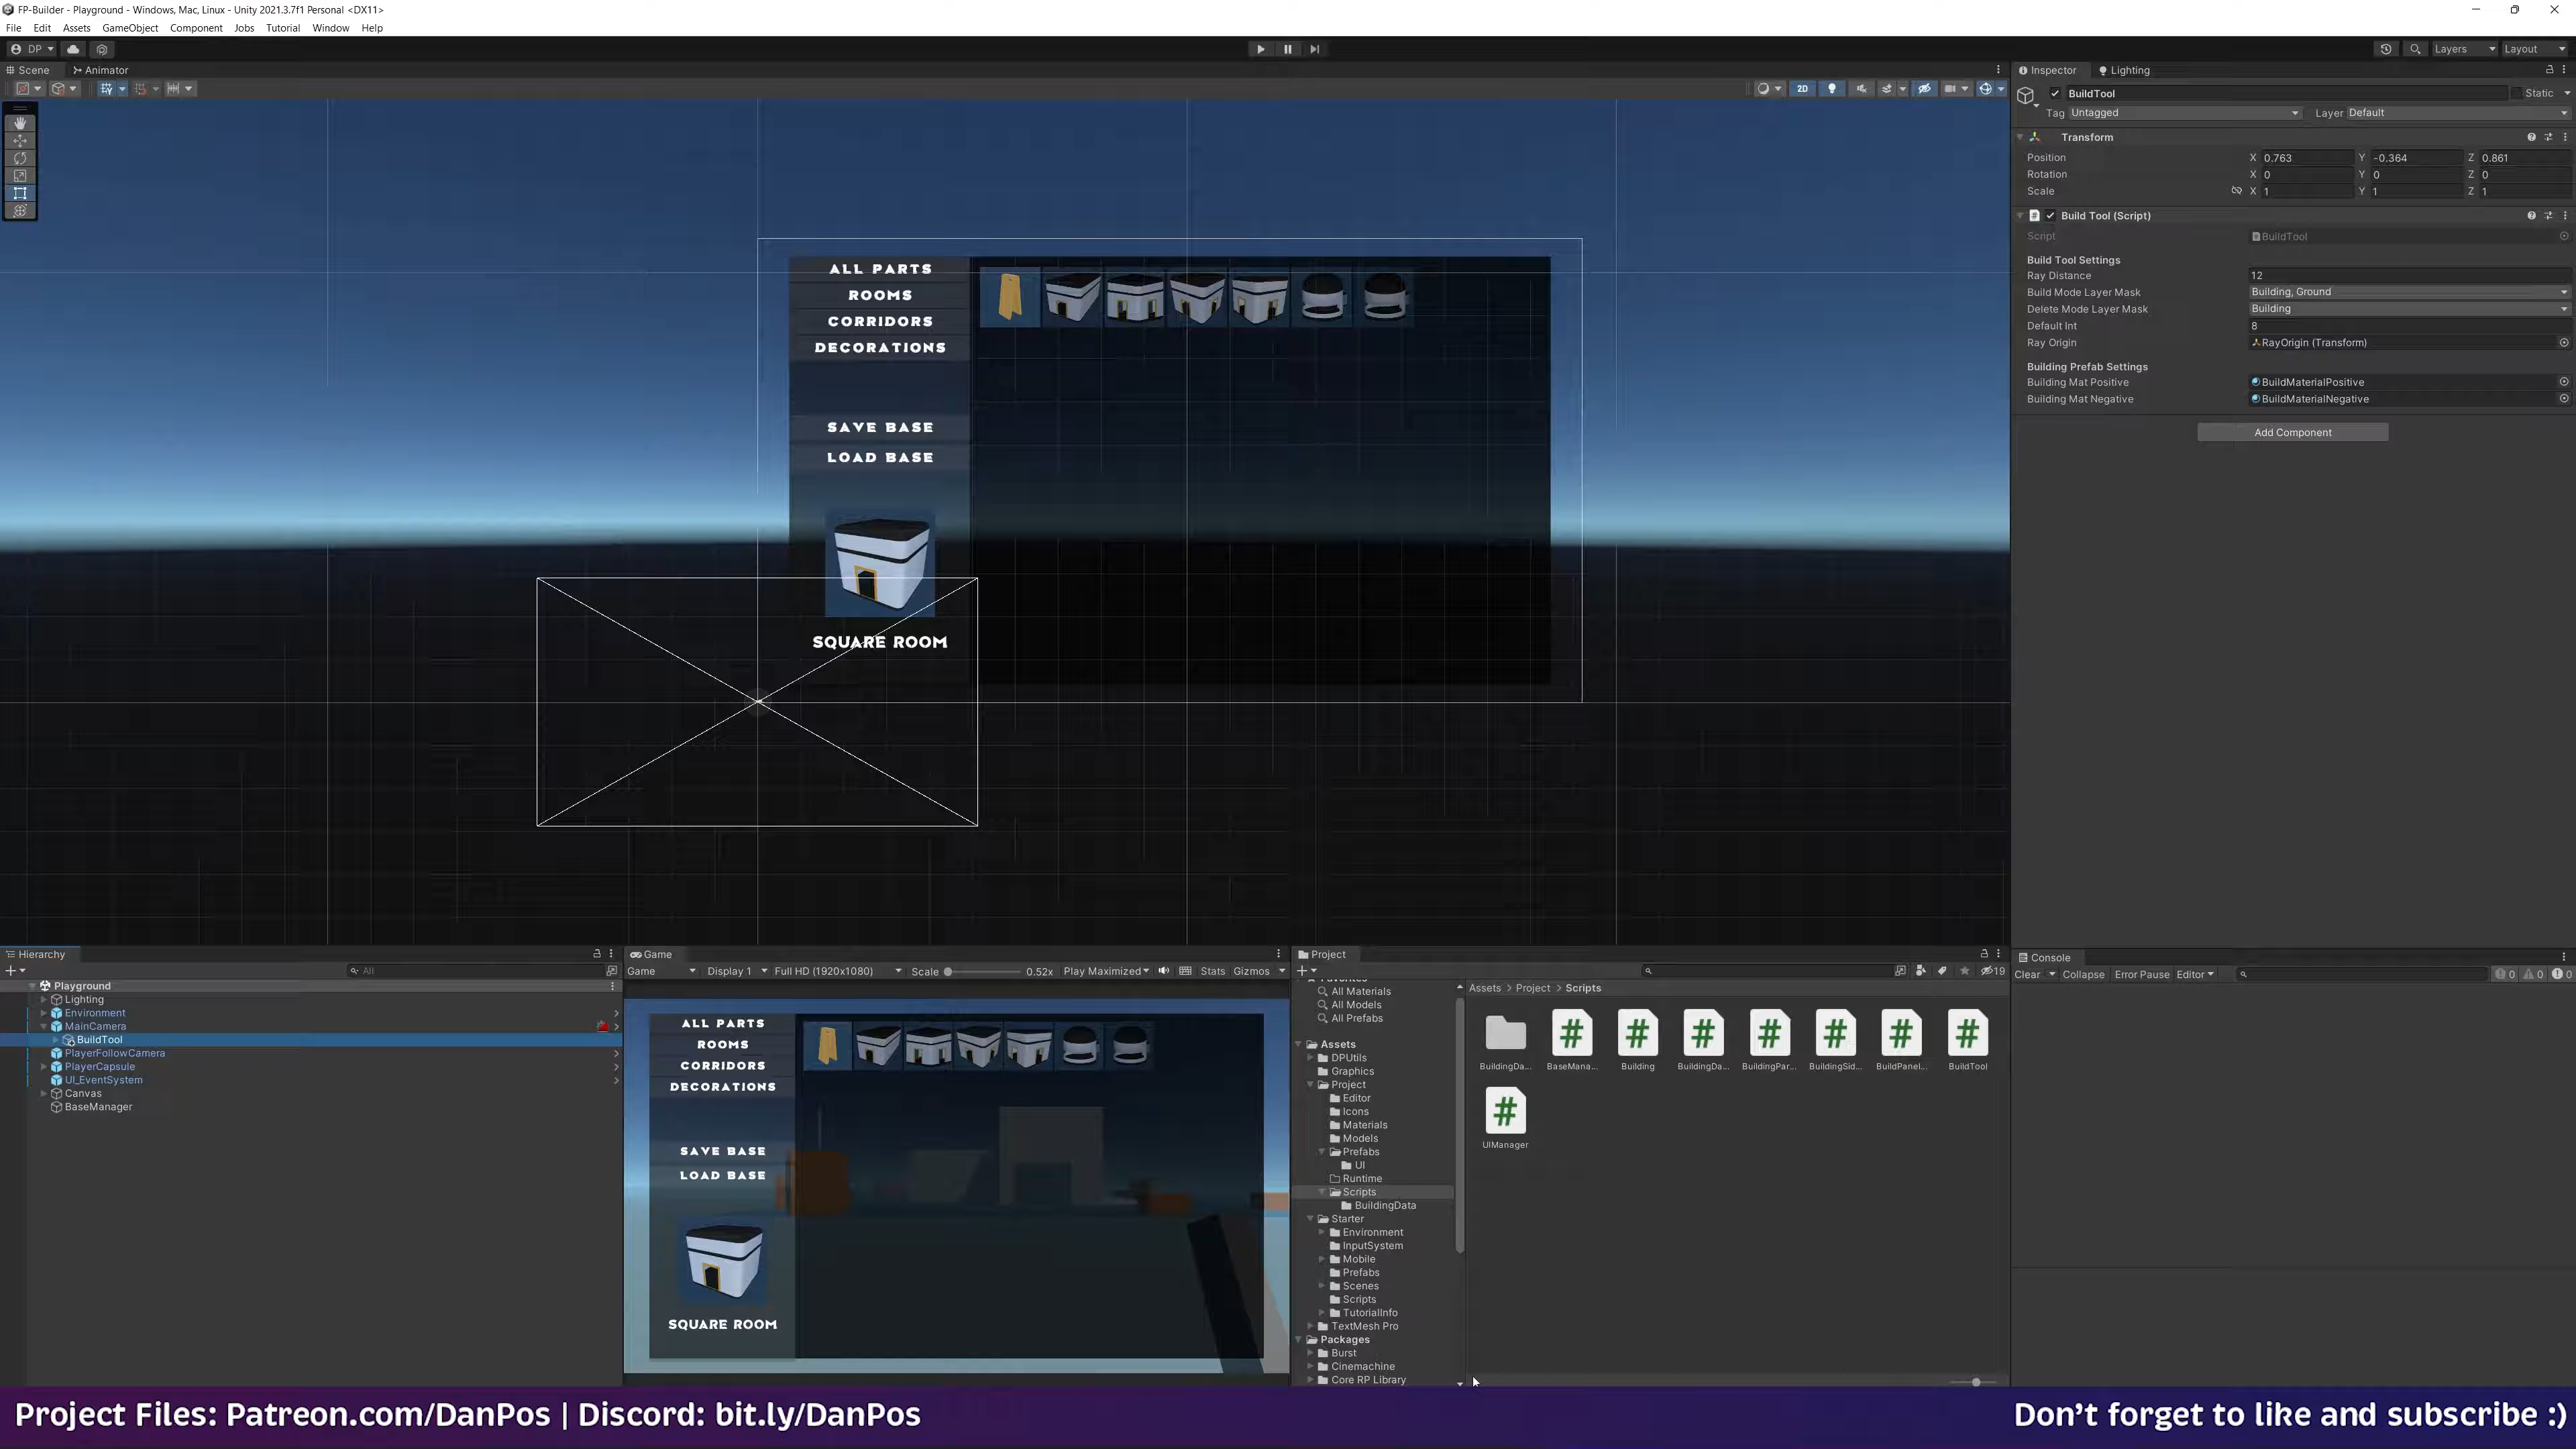 FP-Builder - Playground - Windows, Mac, Linux - Unity 2021.3.7f1 Personal <DX11>
File Edit Assets GameObject Component Jobs Tutorial Window Help
DP
Layers Layout
Scene Animator
2D
ALL PARTS
ROOMS
CORRIDORS
DECORATIONS
SAVE BASE
LOAD BASE
SQUARE ROOM
Inspector Lighting
BuildTool Static
Tag Untagged Layer Default
Transform
Position X 0.763 Y -0.364 Z 0.861
Rotation X 0 Y 0 Z 0
Scale X 1 Y 1 Z 1
# Build Tool (Script)
Script BuildTool
Build Tool Settings
Ray Distance 12
Build Mode Layer Mask Building, Ground
Delete Mode Layer Mask Building
Default Int 8
Ray Origin RayOrigin (Transform)
Building Prefab Settings
Building Mat Positive BuildMaterialPositive
Building Mat Negative BuildMaterialNegative
Add Component
Hierarchy
+ All
Playground
Lighting
Environment
MainCamera
BuildTool
PlayerFollowCamera
PlayerCapsule
UI_EventSystem
Canvas
BaseManager
Game
Game Display 1 Full HD (1920x1080) Scale 0.52x Play Maximized Stats Gizmos
ALL PARTS
ROOMS
CORRIDORS
DECORATIONS
SAVE BASE
LOAD BASE
SQUARE ROOM
Project
+ 19
All Materials
All Models
All Prefabs
Assets
DPUtils
Graphics
Project
Editor
Icons
Materials
Models
Prefabs
UI
Runtime
Scripts
BuildingData
Starter
Environment
InputSystem
Mobile
Prefabs
Scenes
Scripts
TutorialInfo
TextMesh Pro
Packages
Burst
Cinemachine
Core RP Library
Assets > Project > Scripts
# # # # # # #
BuildingDa... BaseMana... Building BuildingDa... BuildingPar... BuildingSid... BuildPanel... BuildTool
#
UIManager
Console
Clear Collapse Error Pause Editor 0 0 0
Project Files: Patreon.com/DanPos | Discord: bit.ly/DanPos
Don't forget to like and subscribe :)